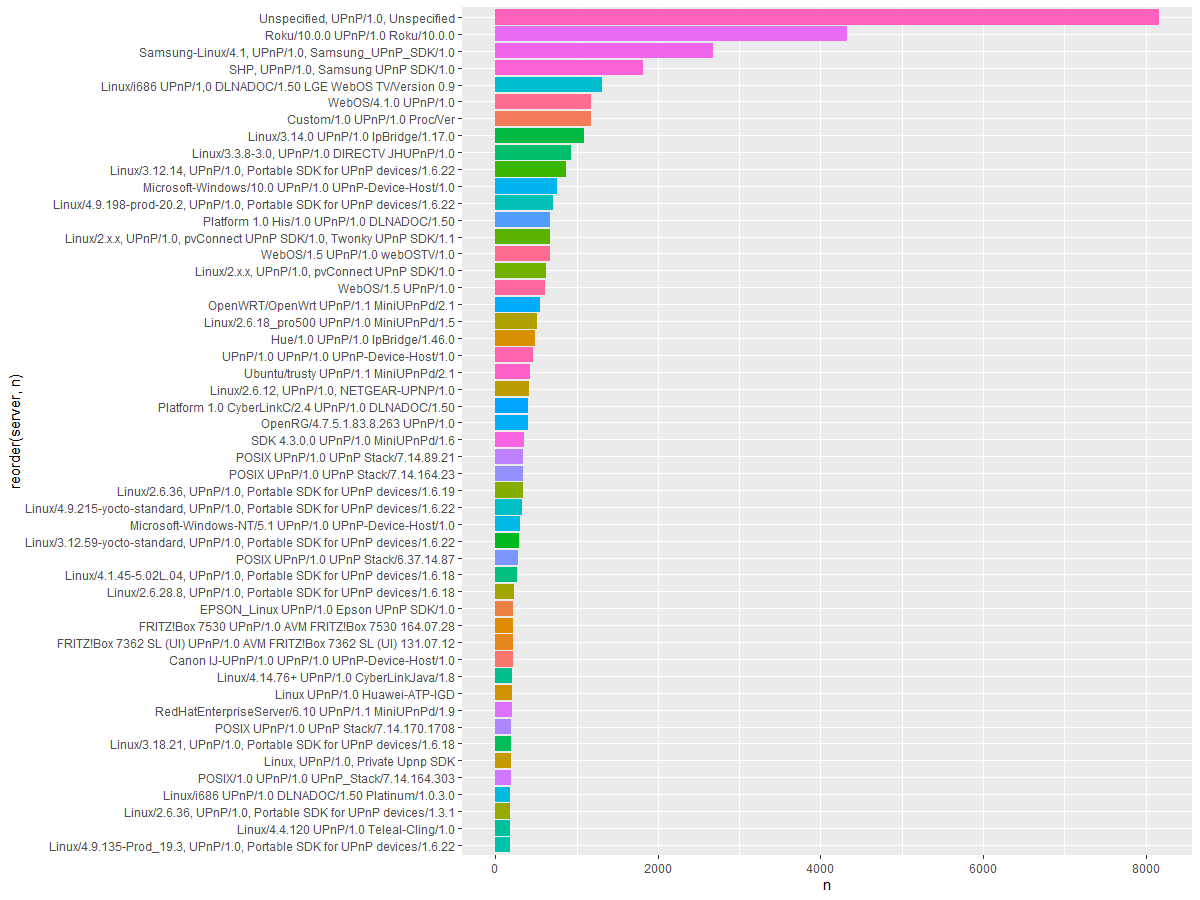 Unspecified, UPnP/1.0, Unspecified
Roku/10.0.0 UPnP/1.0 Roku/10.0.0
Samsung-Linux/4.1, UPnP/1.0, Samsung_UPnP_SDK/1.0
SHP, UPnP/1.0, Samsung UPnP SDK/1.0
Linux/i686 UPnP/1,0 DLNADOC/1.50 LGE WebOS TV/Version 0.9
WebOS/4.1.0 UPnP/1.0
Custom/1.0 UPnP/1.0 Proc/Ver
Linux/3.14.0 UPnP/1.0 IpBridge/1.17.0
Linux/3.3.8-3.0, UPnP/1.0 DIRECTV JHUPnP/1.0
Linux/3.12.14, UPnP/1.0, Portable SDK for UPnP devices/1.6.22
Microsoft-Windows/10.0 UPnP/1.0 UPnP-Device-Host/1.0
Linux/4.9.198-prod-20.2, UPnP/1.0, Portable SDK for UPnP devices/1.6.22
Platform 1.0 His/1.0 UPnP/1.0 DLNADOC/1.50
Linux/2.x.x, UPnP/1.0, pvConnect UPnP SDK/1.0, Twonky UPnP SDK/1.1
WebOS/1.5 UPnP/1.0 webOSTV/1.0
Linux/2.x.x, UPnP/1.0, pvConnect UPnP SDK/1.0
WebOS/1.5 UPnP/1.0
OpenWRT/OpenWrt UPnP/1.1 MiniUPnPd/2.1
Linux/2.6.18_pro500 UPnP/1.0 MiniUPnPd/1.5
Hue/1.0 UPnP/1.0 IpBridge/1.46.0
UPnP/1.0 UPnP/1.0 UPnP-Device-Host/1.0
Ubuntu/trusty UPnP/1.1 MiniUPnPd/2.1
Linux/2.6.12, UPnP/1.0, NETGEAR-UPNP/1.0
Platform 1.0 CyberLinkC/2.4 UPnP/1.0 DLNADOC/1.50
OpenRG/4.7.5.1.83.8.263 UPnP/1.0
SDK 4.3.0.0 UPnP/1.0 MiniUPnPd/1.6
POSIX UPnP/1.0 UPnP Stack/7.14.89.21
POSIX UPnP/1.0 UPnP Stack/7.14.164.23
Linux/2.6.36, UPnP/1.0, Portable SDK for UPnP devices/1.6.19
Linux/4.9.215-yocto-standard, UPnP/1.0, Portable SDK for UPnP devices/1.6.22
Microsoft-Windows-NT/5.1 UPnP/1.0 UPnP-Device-Host/1.0
Linux/3.12.59-yocto-standard, UPnP/1.0, Portable SDK for UPnP devices/1.6.22
POSIX UPnP/1.0 UPnP Stack/6.37.14.87
Linux/4.1.45-5.02L.04, UPnP/1.0, Portable SDK for UPnP devices/1.6.18
Linux/2.6.28.8, UPnP/1.0, Portable SDK for UPnP devices/1.6.18
EPSON_Linux UPnP/1.0 Epson UPnP SDK/1.0
FRITZ!Box 7530 UPnP/1.0 AVM FRITZ!Box 7530 164.07.28
FRITZ!Box 7362 SL (UI) UPnP/1.0 AVM FRITZ!Box 7362 SL (UI) 131.07.12
Canon IJ-UPnP/1.0 UPnP/1.0 UPnP-Device-Host/1.0
Linux/4.14.76+ UPnP/1.0 CyberLinkJava/1.8
Linux UPnP/1.0 Huawei-ATP-IGD
RedHatEnterpriseServer/6.10 UPnP/1.1 MiniUPnPd/1.9
POSIX UPnP/1.0 UPnP Stack/7.14.170.1708
Linux/3.18.21, UPnP/1.0, Portable SDK for UPnP devices/1.6.18
Linux, UPnP/1.0, Private Upnp SDK
POSIX/1.0 UPnP/1.0 UPnP_Stack/7.14.164.303
Linux/i686 UPnP/1.0 DLNADOC/1.50 Platinum/1.0.3.0
Linux/2.6.36, UPnP/1.0, Portable SDK for UPnP devices/1.3.1
Linux/4.4.120 UPnP/1.0 Teleal-Cling/1.0
Linux/4.9.135-Prod_19.3, UPnP/1.0, Portable SDK for UPnP devices/1.6.22
reorder(server, n)
0 2000 4000 6000 8000
n